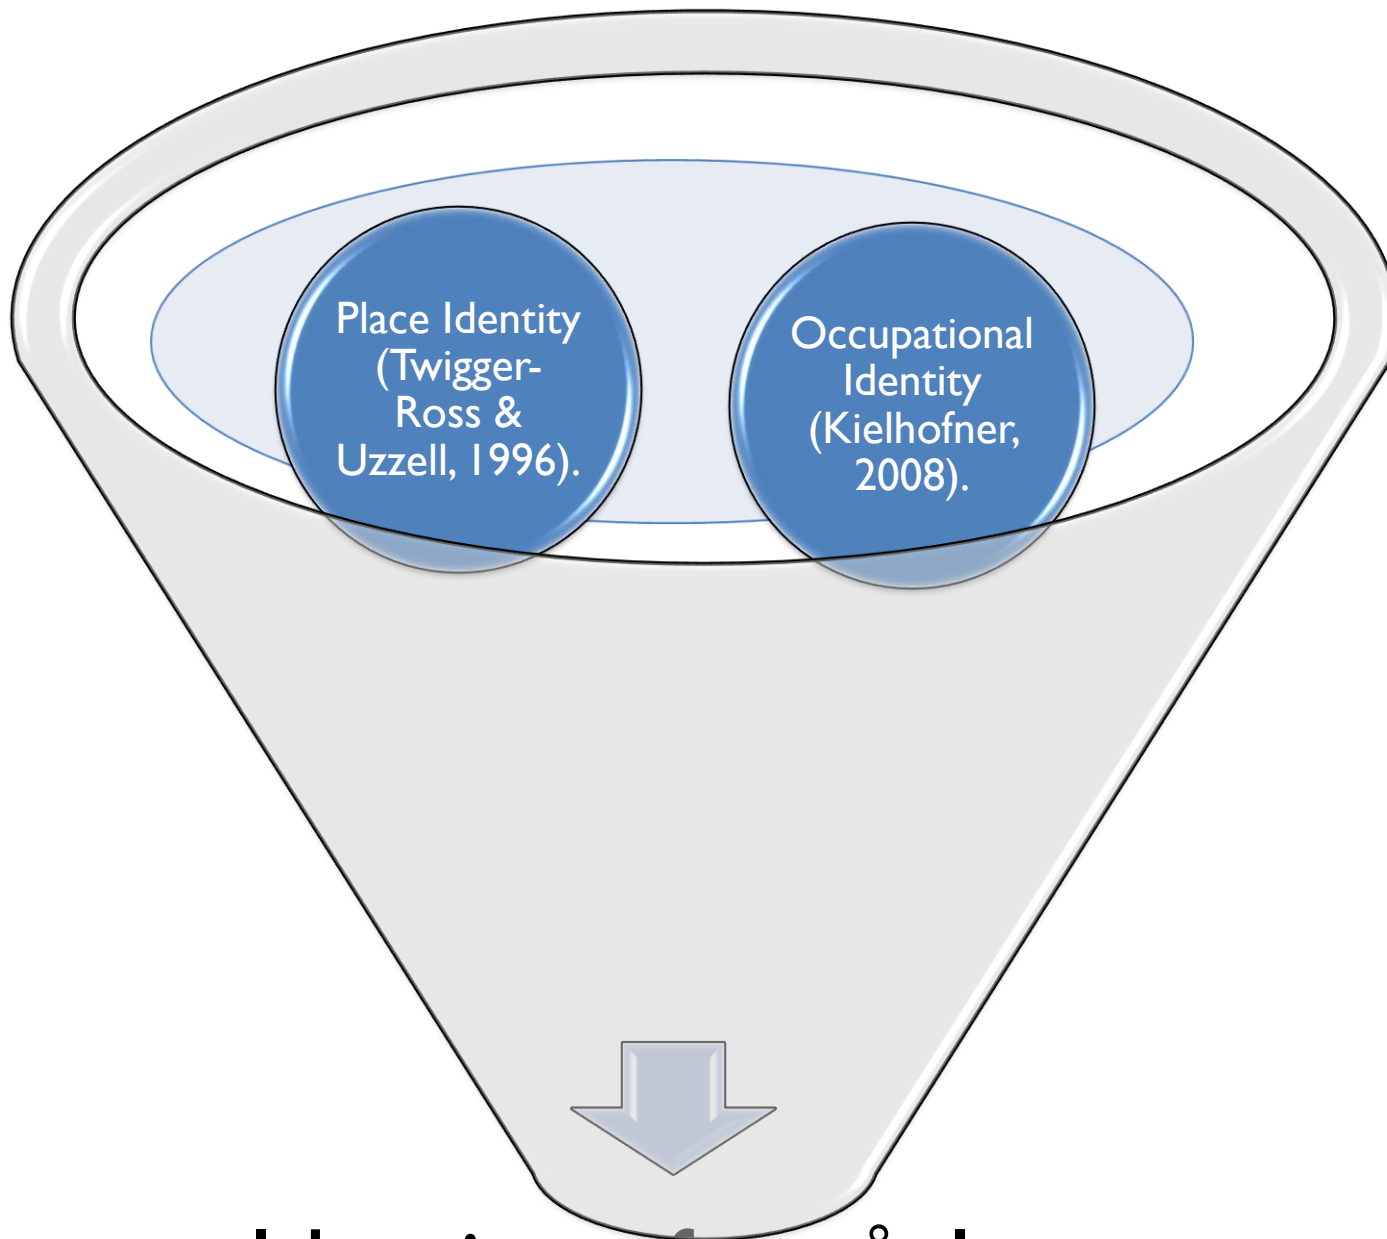 Place Identity
(Twigger-
Ross &
Uzzell, 1996).
Occupational
Identity
(Kielhofner,
2008).